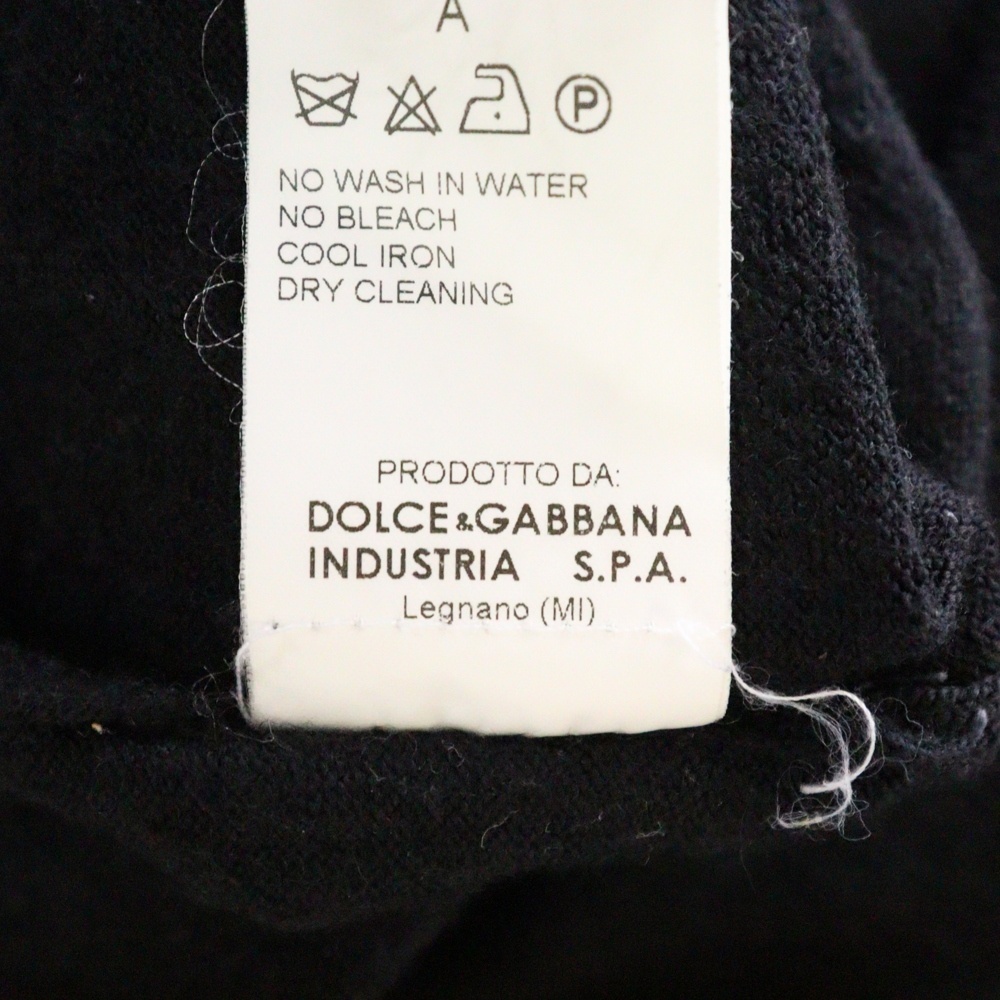 A
P
NO WASH IN WATER
NO BLEACH
COOL IRON
DRY CLEANING
PRODOTTO DA:
DOLCE&GABBANA
INDUSTRIA S.P.A.
Legnano (MI)